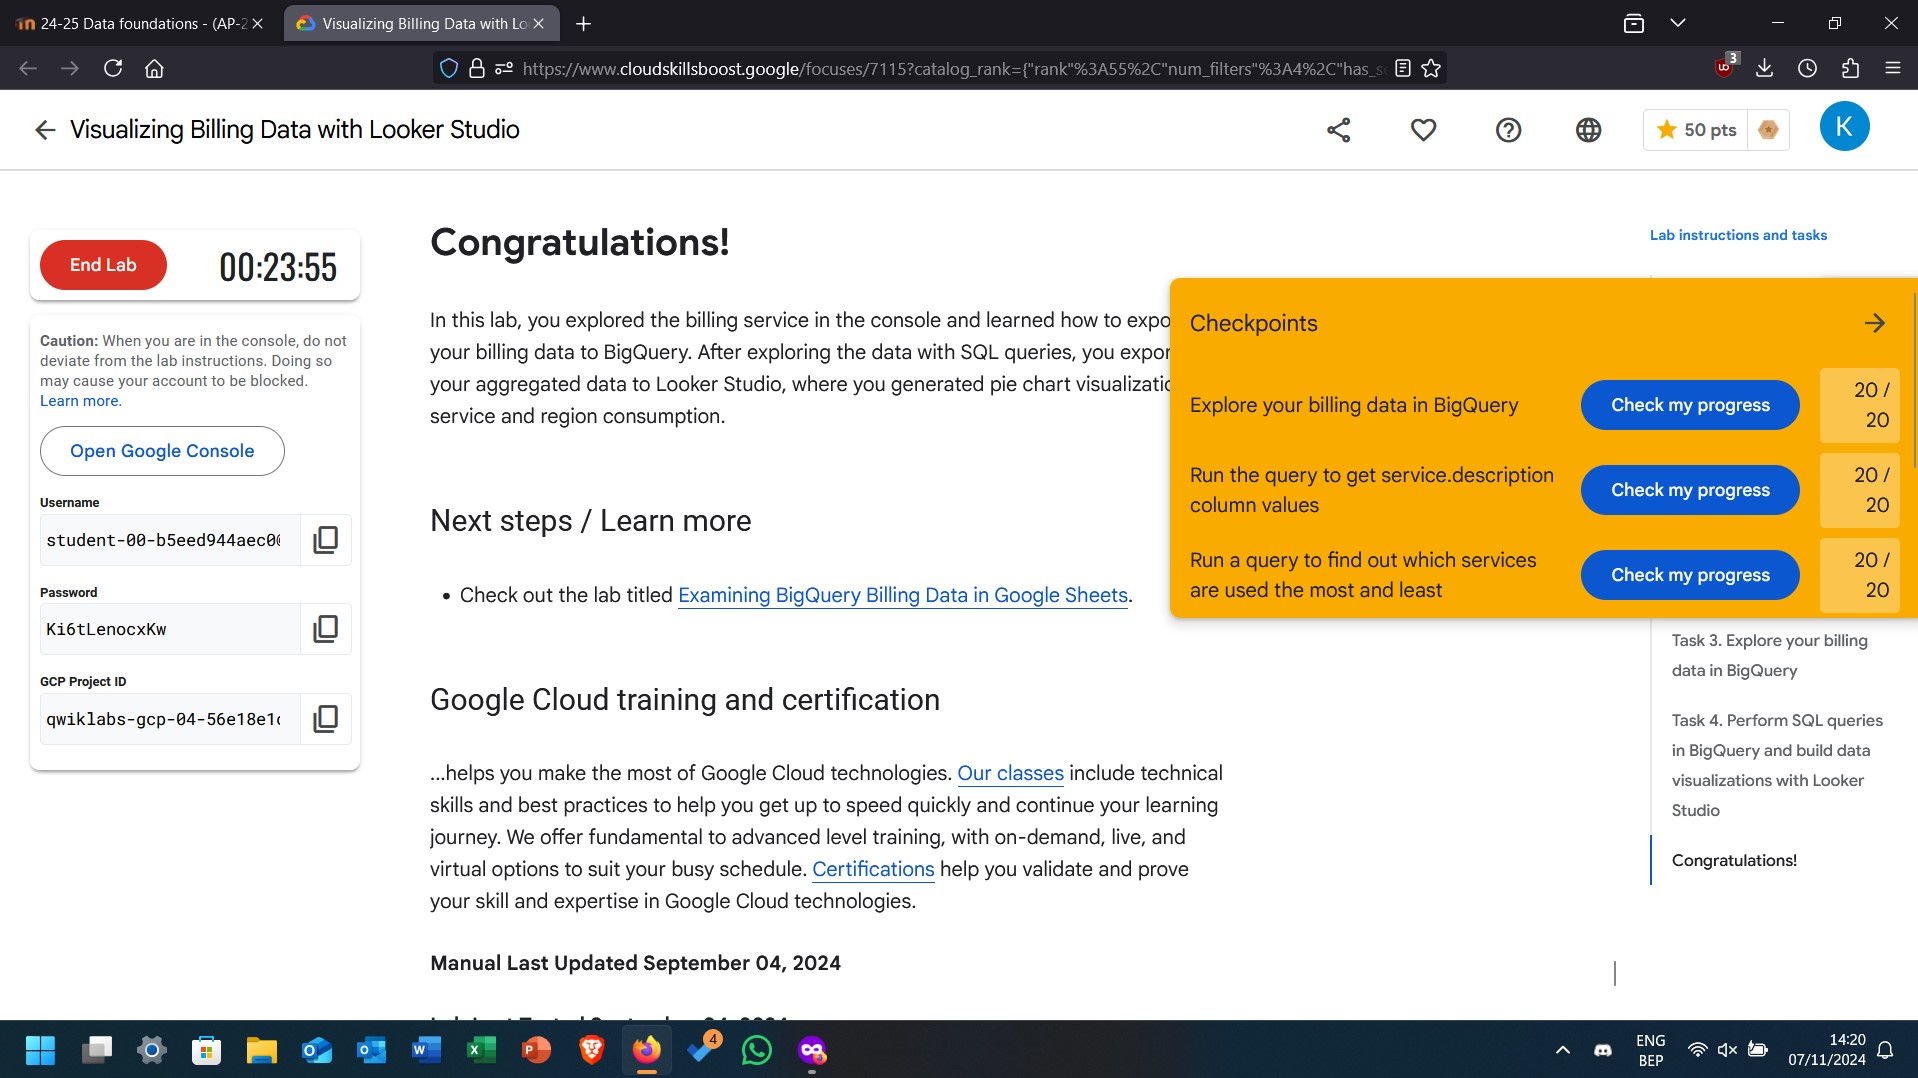 24-25 Data foundations - (AP-2
Visualizing Billing Data with Lo
3
https://www.cloudskillsboost.google/focuses/7115?catalog_rank={"rank"%3A55%2C"num_filters"%3A4%2C"has_s
Visualizing Billing Data with Looker Studio
50 pts
K
End Lab
00:23:55
Caution: When you are in the console, do not
deviate from the lab instructions. Doing so
may cause your account to be blocked.
Learn more.
Open Google Console
Username
student-00-b5eed944aec0
Password
Ki6tLenocxKw
GCP Project ID
qwiklabs-gcp-04-56e18e1
Congratulations!
In this lab, you explored the billing service in the console and learned how to expo
your billing data to BigQuery. After exploring the data with SQL queries, you expor
your aggregated data to Looker Studio, where you generated pie chart visualizatio
service and region consumption.
Next steps / Learn more
Check out the lab titled Examining BigQuery Billing Data in Google Sheets.
Google Cloud training and certification
...helps you make the most of Google Cloud technologies. Our classes include technical
skills and best practices to help you get up to speed quickly and continue your learning
journey. We offer fundamental to advanced level training, with on-demand, live, and
virtual options to suit your busy schedule. Certifications help you validate and prove
your skill and expertise in Google Cloud technologies.
Manual Last Updated September 04, 2024
Lab instructions and tasks
Checkpoints
Explore your billing data in BigQuery
Check my progress
20 /
20
Run the query to get service.description
column values
Check my progress
20 /
20
Run a query to find out which services
are used the most and least
Check my progress
20 /
20
Task 3. Explore your billing
data in BigQuery
Task 4. Perform SQL queries
in BigQuery and build data
visualizations with Looker
Studio
Congratulations!
4
ENG
BEP
14:20
07/11/2024